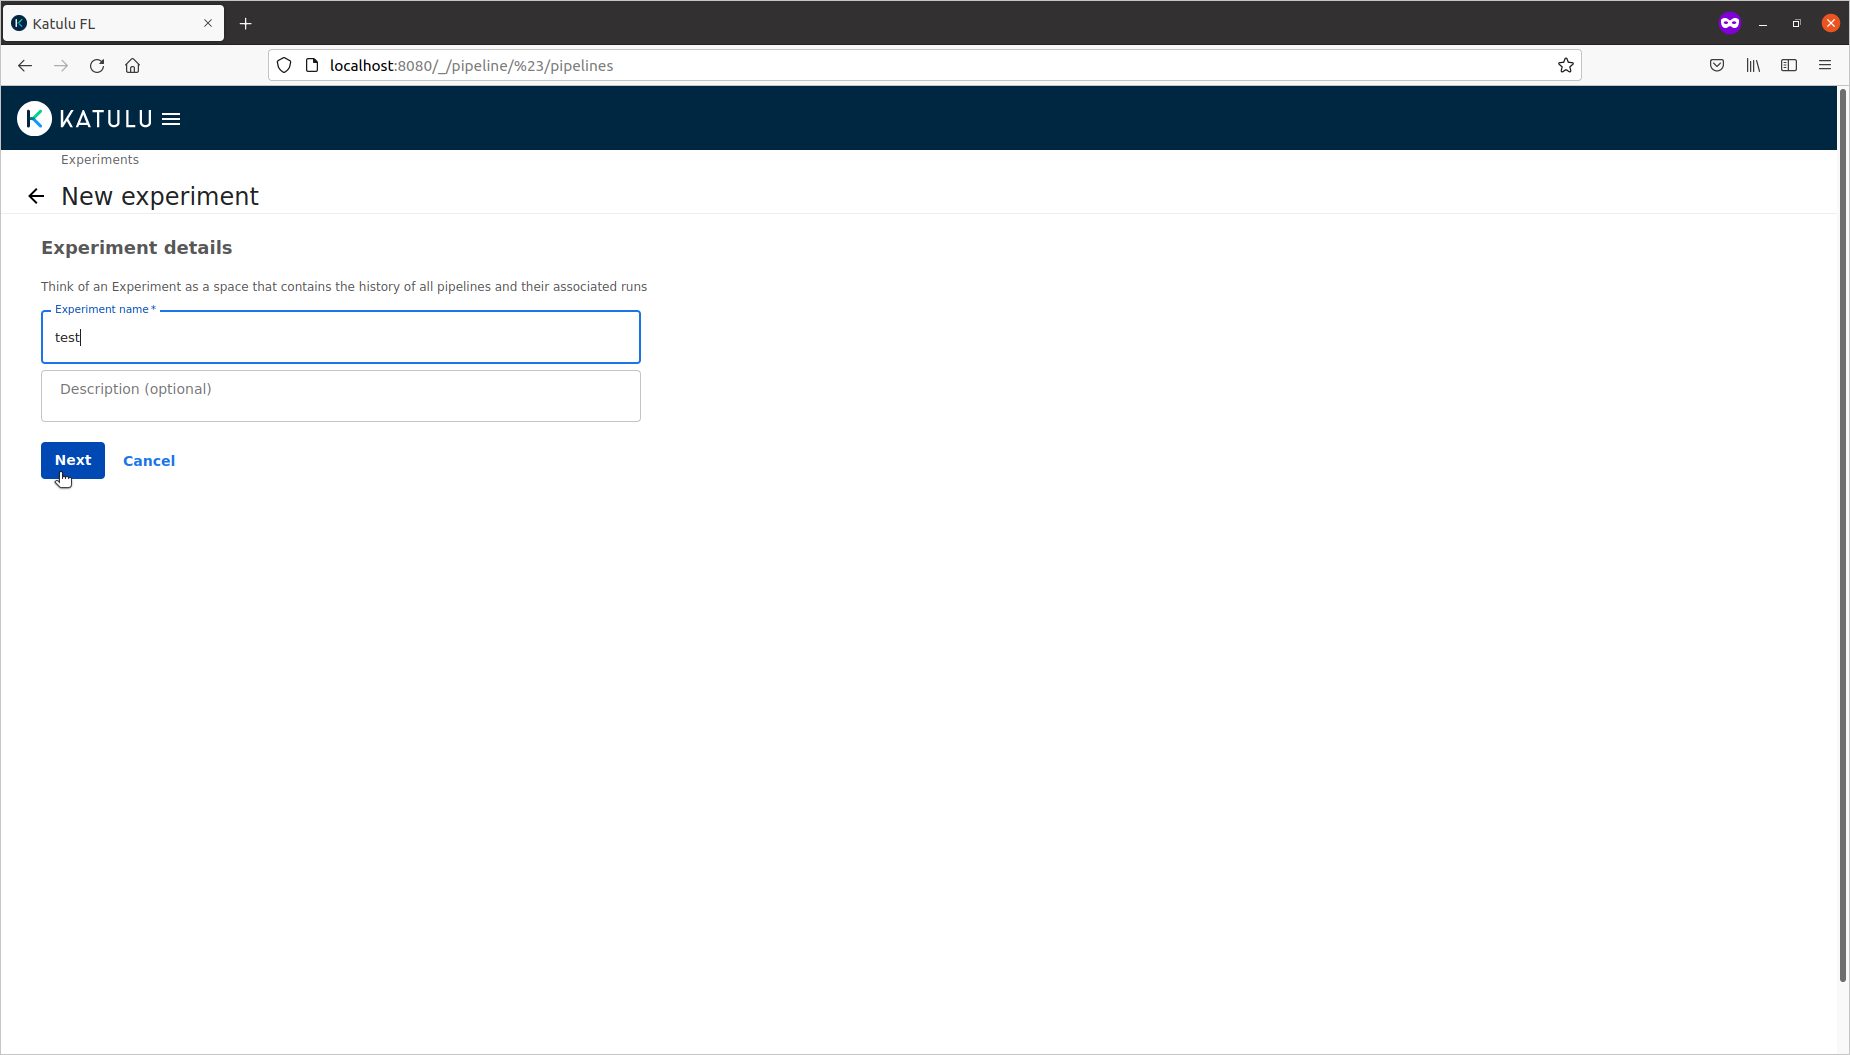 Katulu FL
localhost:8080/_/pipeline/%23/pipelines
KATULU
Experiments
New experiment
Experiment details
Think of an Experiment as a space that contains the history of all pipelines and their associated runs
Experiment name *
test
Description (optional)
Next Cancel